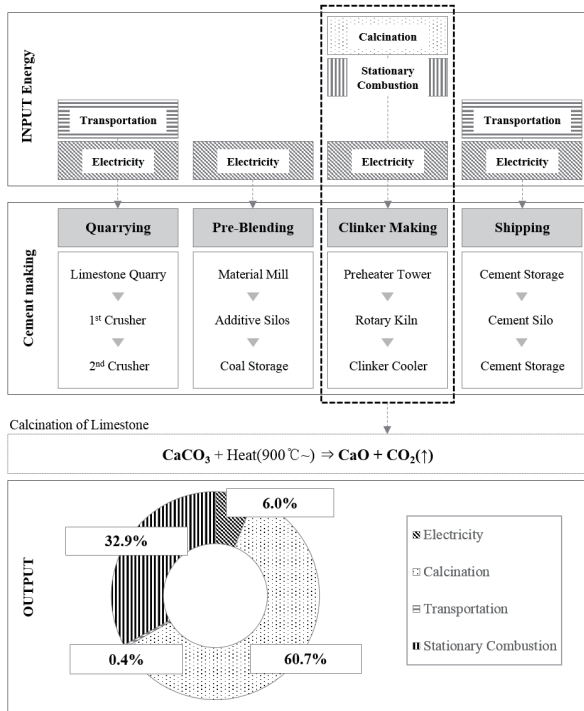 INPUT Energy
Calcination
Stationary
Combustion
Transportation
Transportation
Electricity
Electricity
Electricity
Electricity
Cement making
Quarrying
Pre-Blending
Clinker Making
Shipping
Limestone Quarry
Material Mill
Preheater Tower
Cement Storage
1st Crusher
Additive Silos
Rotary Kiln
Cement Silo
2nd Crusher
Coal Storage
Clinker Cooler
Cement Storage
Calcination of Limestone
CaCO3 + Heat(900℃~) ⇒ CaO + CO2(↑)
OUTPUT
6.0%
32.9%
0.4%
60.7%
Electricity
Calcination
Transportation
Stationary Combustion